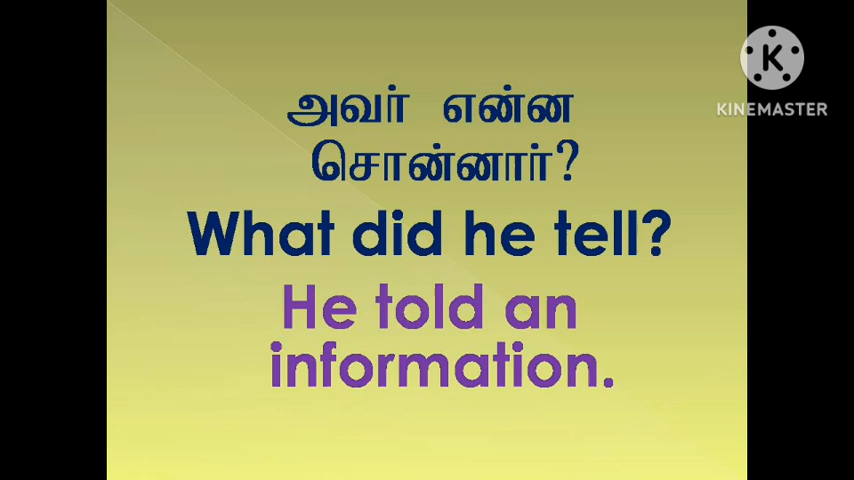 அவர் என்ன
சொன்னார்?
What did he tell?
He told an
information.
K
KINEMASTER